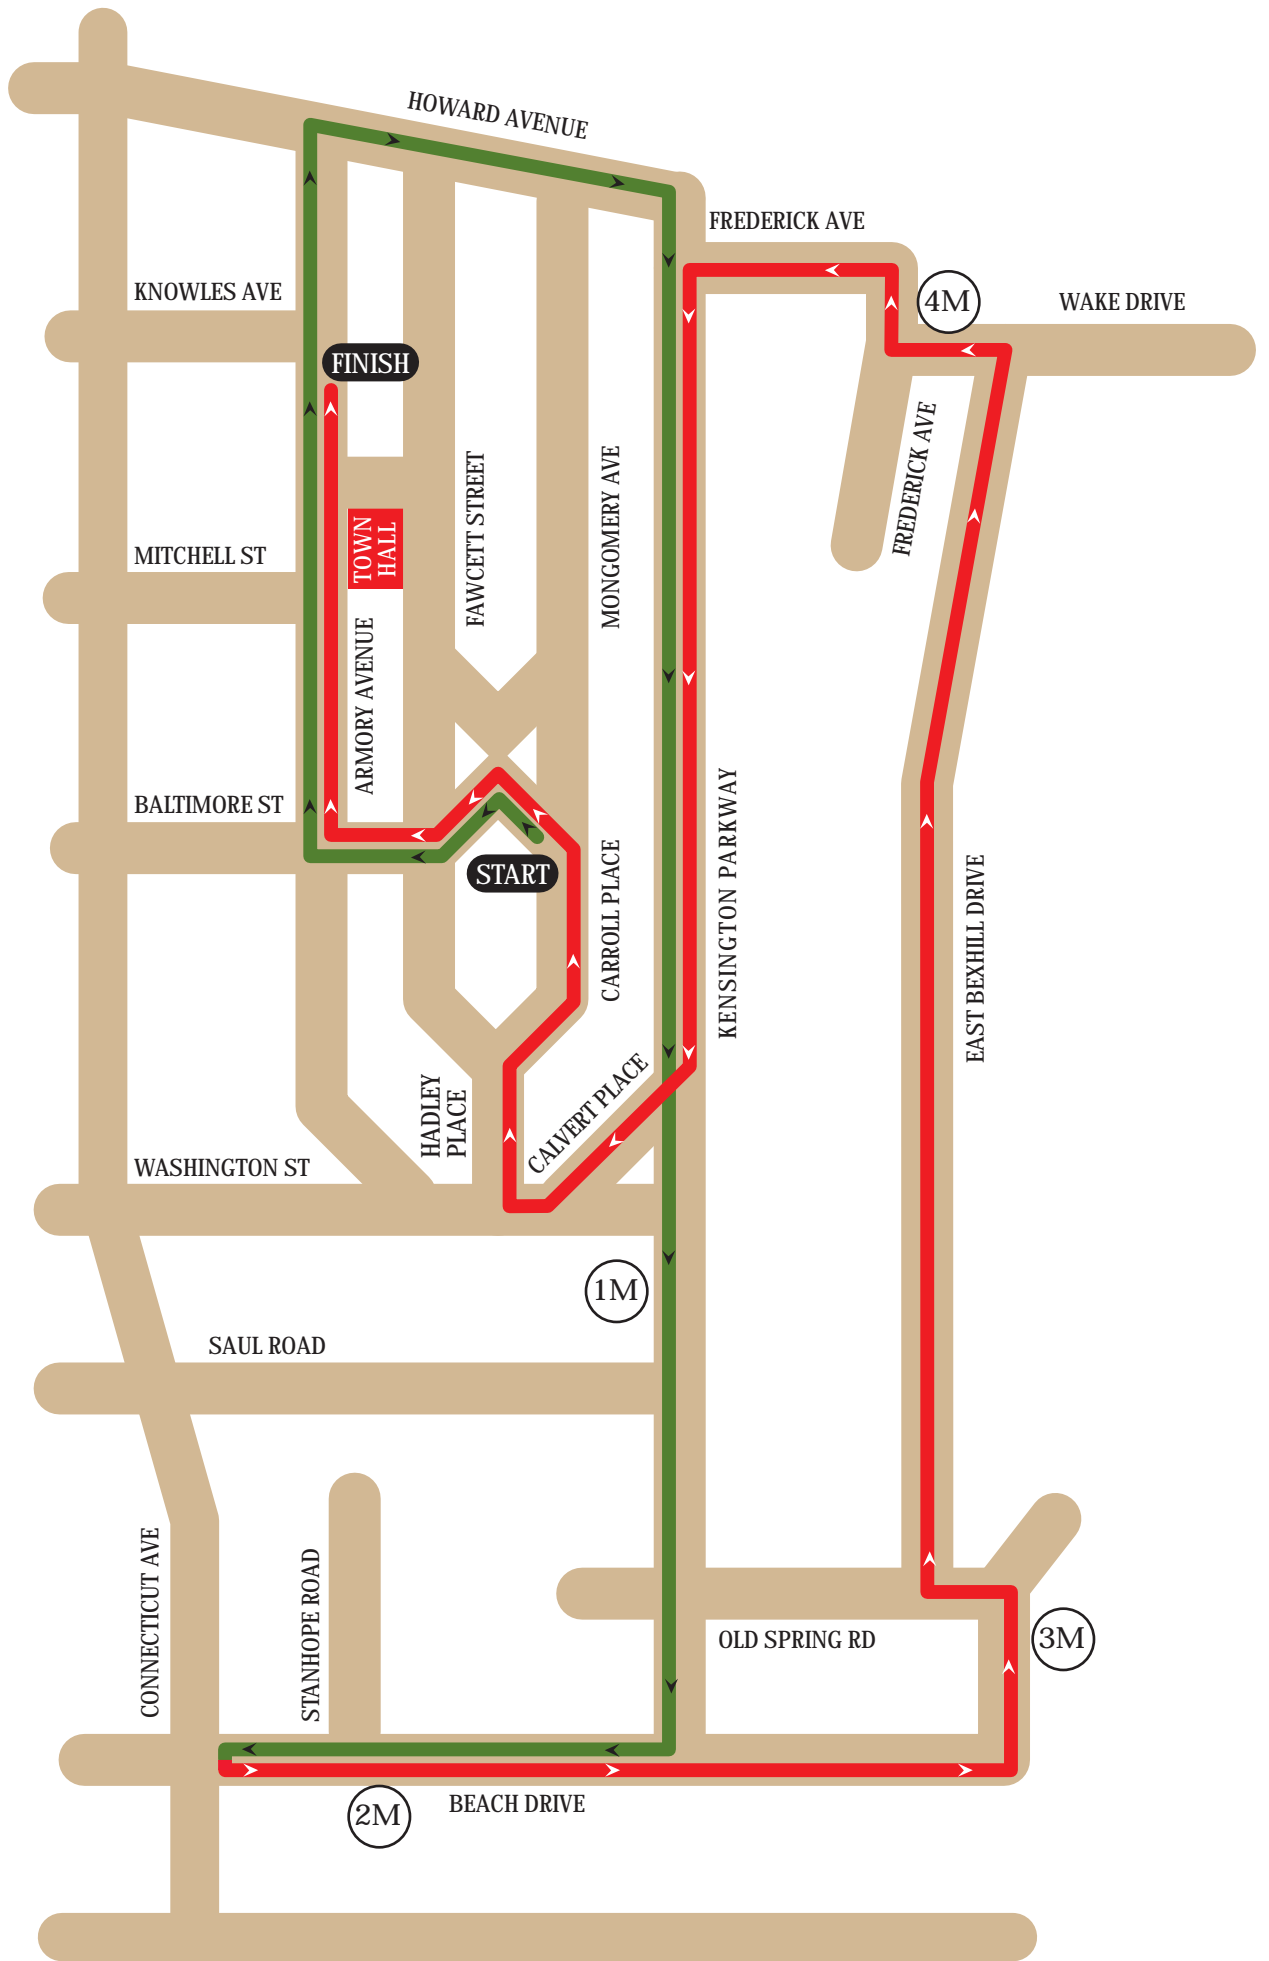 HOWARD AVENUE
FREDERICK AVE
KNOWLES AVE
4M
WAKE DRIVE
FINISH
FREDERICK AVE
FAWCETT STREET
MONTGOMERY AVE
TOWN
HALL
MITCHELL ST
ARMORY AVENUE
BALTIMORE ST
KENSINGTON PARKWAY
START
CARROLL PLACE
EAST BEXHILL DRIVE
HADLEY
PLACE
CALVERT PLACE
WASHINGTON ST
1M
SAUL ROAD
CONNECTICUT AVE
STANHOPE ROAD
OLD SPRING RD
3M
2M
BEACH DRIVE